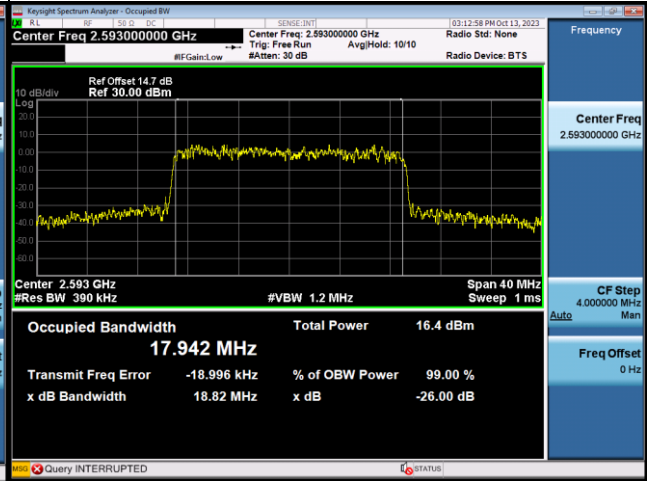 Keysight Spectrum Analyzer - Occupied BW
RL RF 50 Ω DC SENSE:INT 03:12:58 PM Oct 13, 2023
Center Freq 2.593000000 GHz
Center Freq: 2.593000000 GHz
Radio Std: None
Trig: Free Run Avg|Hold: 10/10
#IFGain:Low #Atten: 30 dB Radio Device: BTS
Ref Offset 14.7 dB
10 dB/div Ref 30.00 dBm
Log
20.0
10.0
0.00
-10.0
-20.0
-30.0
-40.0
-50.0
-60.0
Center 2.593 GHz Span 40 MHz
#Res BW 390 kHz #VBW 1.2 MHz Sweep 1 ms
Occupied Bandwidth Total Power 16.4 dBm
17.942 MHz
Transmit Freq Error -18.996 kHz % of OBW Power 99.00 %
x dB Bandwidth 18.82 MHz x dB -26.00 dB
MSG Query INTERRUPTED STATUS
Frequency
Center Freq
2.593000000 GHz
CF Step
4.000000 MHz
Auto Man
Freq Offset
0 Hz